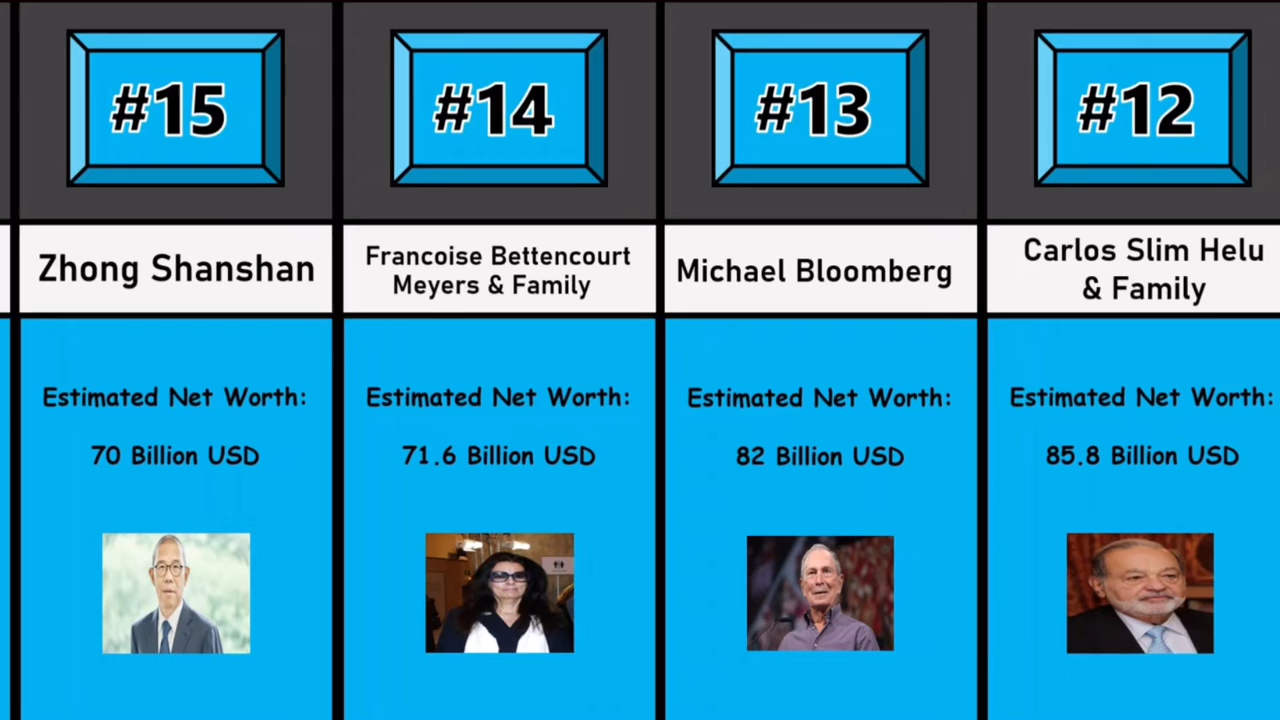 #15
#14
#13
#12
Zhong Shanshan
Francoise Bettencourt
Meyers & Family
Michael Bloomberg
Carlos Slim Helu
& Family
Estimated Net Worth:
70 Billion USD
Estimated Net Worth:
71.6 Billion USD
Estimated Net Worth:
82 Billion USD
Estimated Net Worth:
85.8 Billion USD